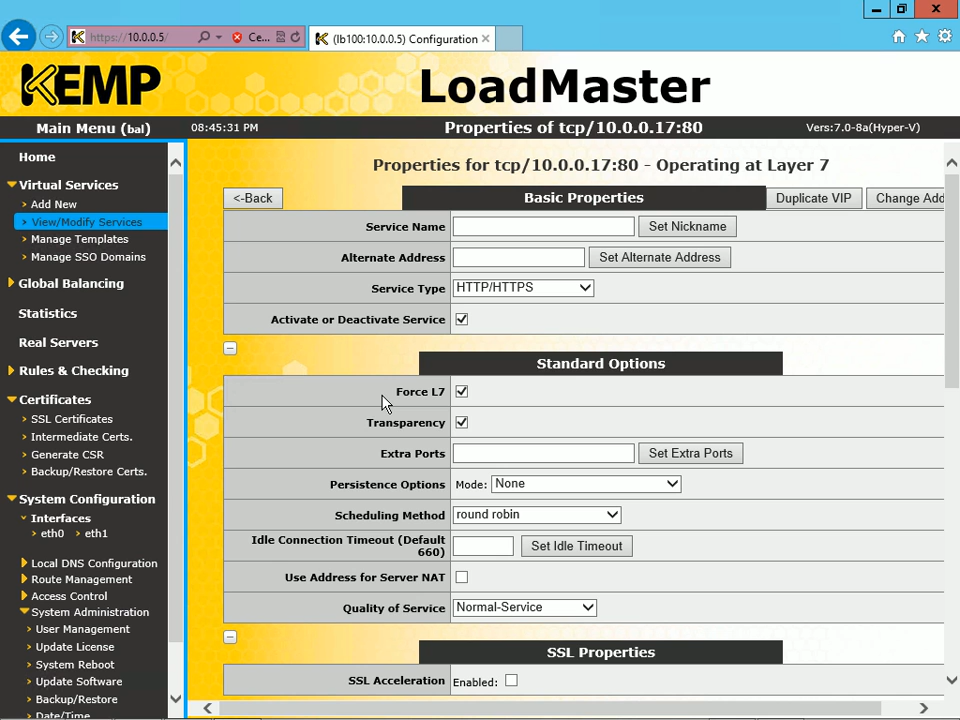 https://10.0.0.5/
Ce...
(lb100:10.0.0.5) Configuration
KEMP
LoadMaster
Main Menu (bal)
08:45:31 PM
Properties of tcp/10.0.0.17:80
Vers:7.0-8a(Hyper-V)
Home
Virtual Services
Add New
View/Modify Services
Manage Templates
Manage SSO Domains
Global Balancing
Statistics
Real Servers
Rules & Checking
Certificates
SSL Certificates
Intermediate Certs.
Generate CSR
Backup/Restore Certs.
System Configuration
Interfaces
eth0 eth1
Local DNS Configuration
Route Management
Access Control
System Administration
User Management
Update License
System Reboot
Update Software
Backup/Restore
Date/Time
Properties for tcp/10.0.0.17:80 - Operating at Layer 7
<-Back
Basic Properties
Duplicate VIP
Change Add
Service Name
Set Nickname
Alternate Address
Set Alternate Address
Service Type
HTTP/HTTPS
Activate or Deactivate Service
Standard Options
Force L7
Transparency
Extra Ports
Set Extra Ports
Persistence Options
Mode: None
Scheduling Method
round robin
Idle Connection Timeout (Default
660)
Set Idle Timeout
Use Address for Server NAT
Quality of Service
Normal-Service
SSL Properties
SSL Acceleration
Enabled: